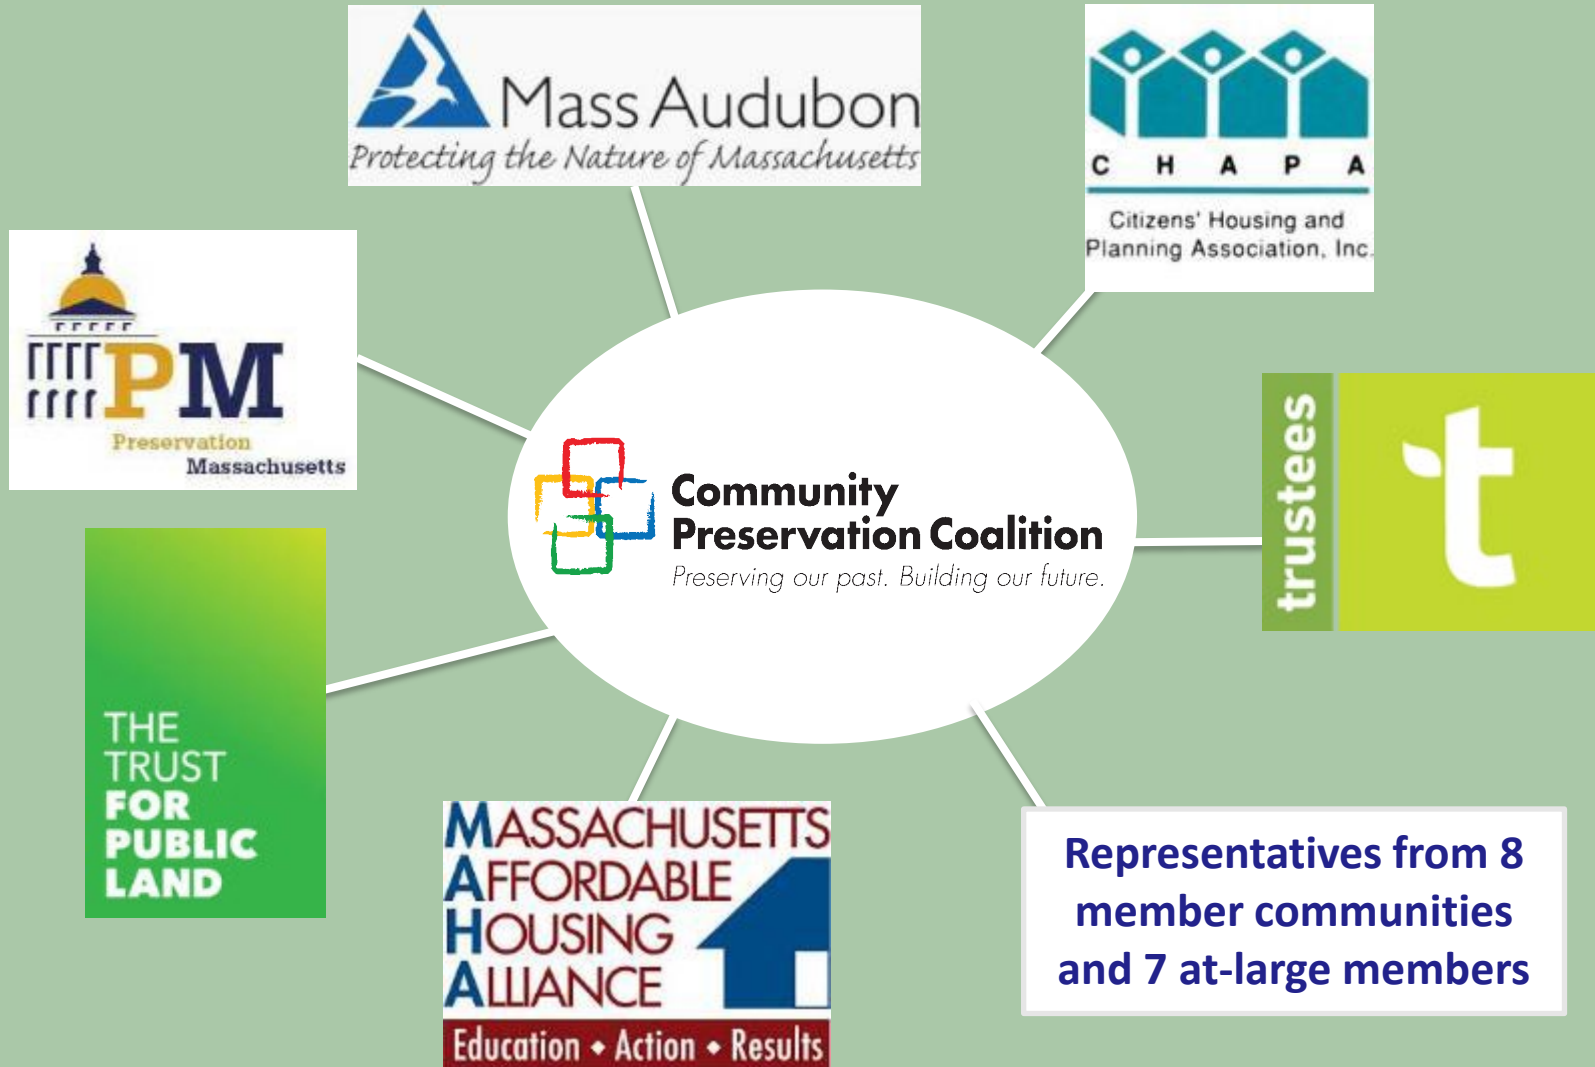 Mass Audubon
Protecting the Nature of Massachusetts
C H A P A
Citizens' Housing and
Planning Association, Inc.
PM
Preservation
Massachusetts
Community
Preservation Coalition
Preserving our past. Building our future.
trustees
t
THE
TRUST
FOR
PUBLIC
LAND
MASSACHUSETTS
AFFORDABLE
HOUSING
ALLIANCE
Education • Action • Results
Representatives from 8
member communities
and 7 at-large members